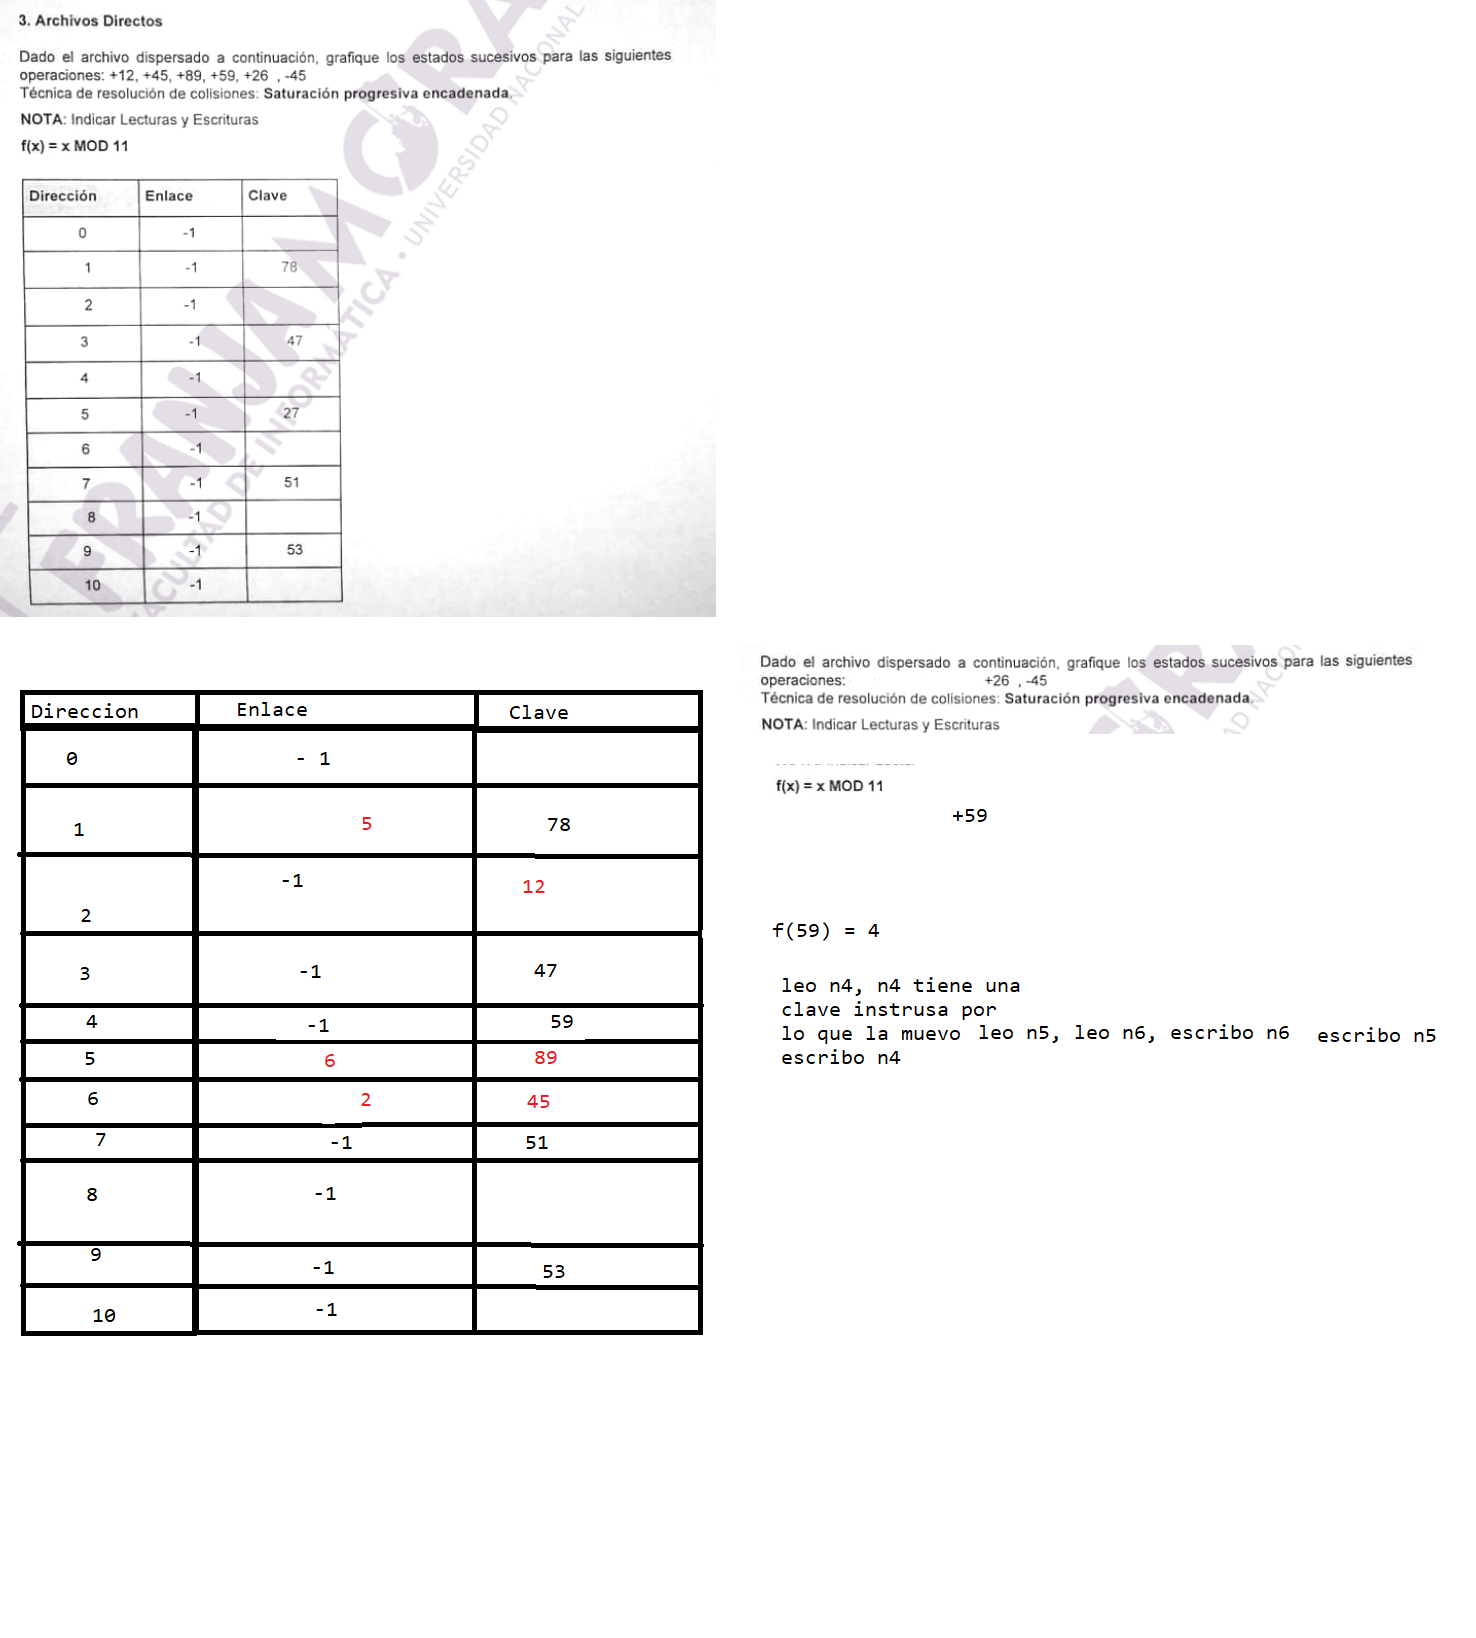 3. Archivos Directos
Dado el archivo dispersado a continuación, grafique los estados sucesivos para las siguientes
operaciones: +12, +45, +89, +59, +26 , -45
Técnica de resolución de colisiones: Saturación progresiva encadenada.
NOTA: Indicar Lecturas y Escrituras
f(x) = x MOD 11
Dirección Enlace Clave
0 -1
1 -1 78
2 -1
3 -1 47
4 -1
5 -1 27
6 -1
7 -1 51
8 -1
9 -1 53
10 -1
FRANJA MORA
FACULTAD DE INFORMÁTICA • UNIVERSIDAD NACIONAL
Dado el archivo dispersado a continuación, grafique los estados sucesivos para las siguientes
operaciones: +26 , -45
Técnica de resolución de colisiones: Saturación progresiva encadenada.
NOTA: Indicar Lecturas y Escrituras
f(x) = x MOD 11
+59
f(59) = 4
leo n4, n4 tiene una
clave instrusa por
lo que la muevo leo n5, leo n6, escribo n6 escribo n5
escribo n4
Direccion Enlace Clave
0 - 1
1 5 78
2 -1 12
3 -1 47
4 -1 59
5 6 89
6 2 45
7 -1 51
8 -1
9 -1 53
10 -1